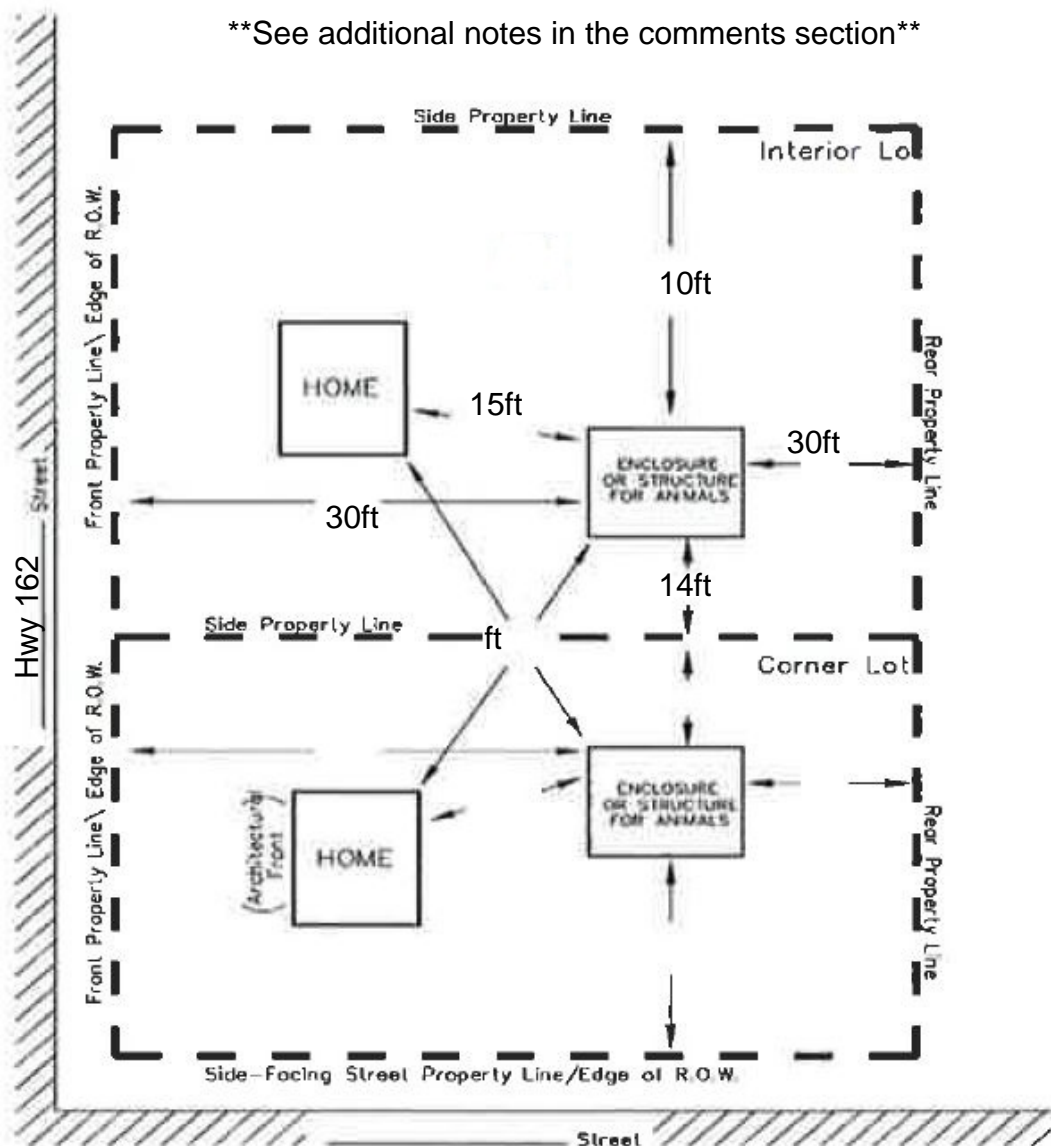 **See additional notes in the comments section**
Side Property Line
Interior Lo
Front Property Line\ Edge of R.O.W.
10ft
HOME
15ft
Rear Property Line
ENCLOSURE
OR STRUCTURE
FOR ANIMALS
30ft
30ft
Street
Hwy 162
14ft
Side Property Line
ft
Corner Lot
Front Property Line\ Edge of R.O.W.
ENCLOSURE
OR STRUCTURE
FOR ANIMALS
(Architectural
Front)
HOME
Rear Property Line
Side-Facing Street Property Line/Edge of R.O.W.
Street